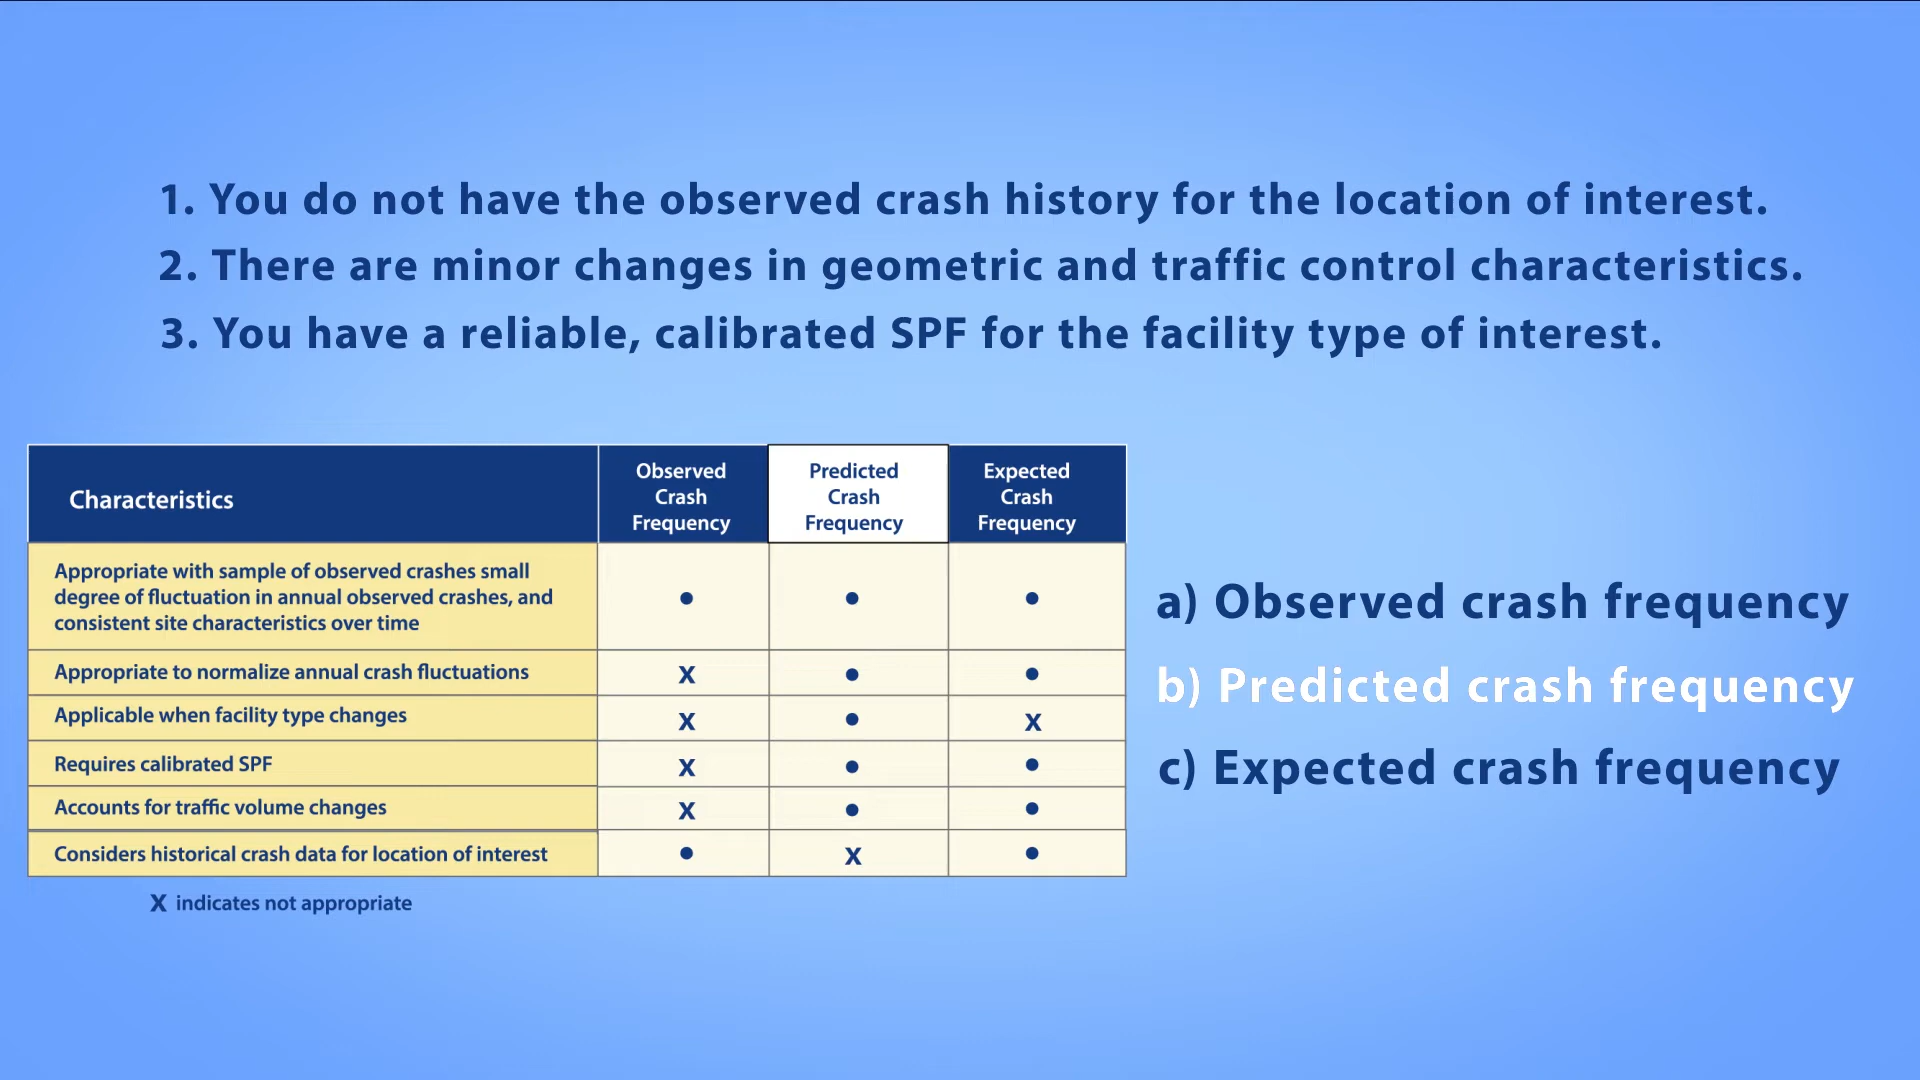 1. You do not have the observed crash history for the location of interest.
2. There are minor changes in geometric and traffic control characteristics.
3. You have a reliable, calibrated SPF for the facility type of interest.
Characteristics
Observed
Crash
Frequency
Predicted
Crash
Frequency
Expected
Crash
Frequency
Appropriate with sample of observed crashes small
degree of fluctuation in annual observed crashes, and
consistent site characteristics over time
• • •
Appropriate to normalize annual crash fluctuations
X • •
Applicable when facility type changes
X • X
Requires calibrated SPF
X • •
Accounts for traffic volume changes
X • •
Considers historical crash data for location of interest
• X •
X indicates not appropriate
a) Observed crash frequency
b) Predicted crash frequency
c) Expected crash frequency